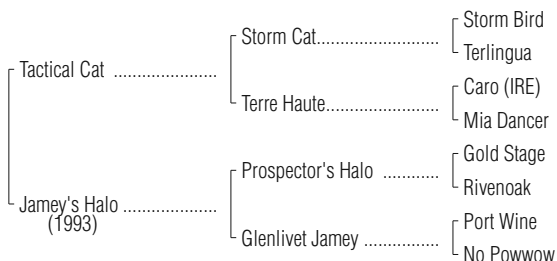 Storm Bird
Storm Cat........................
Terlingua
Tactical Cat ....................
Caro (IRE)
Terre Haute......................
Mia Dancer
Gold Stage
Prospector's Halo ............
Rivenoak
Jamey's Halo ..................
(1993)
Port Wine
Glenlivet Jamey ...............
No Powwow